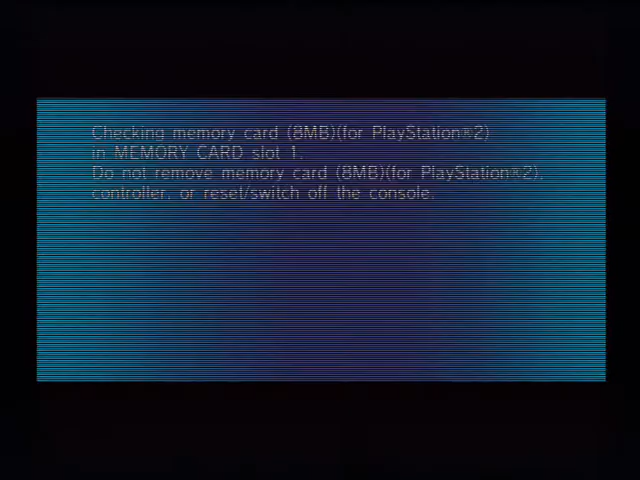 Checking memory card (8MB)(for PlayStation®2)
in MEMORY CARD slot 1.
Do not remove memory card (8MB)(for PlayStation®2),
controller, or reset/switch off the console.